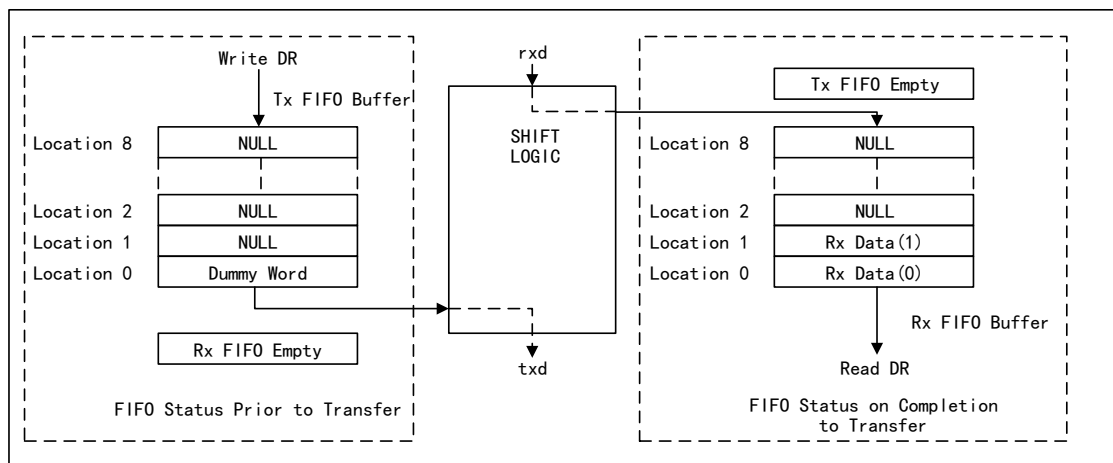 Write DR
Tx FIFO Buffer
Location 8
NULL
Location 2
NULL
Location 1
NULL
Location 0
Dummy Word
Rx FIFO Empty
FIFO Status Prior to Transfer
rxd
SHIFT
LOGIC
txd
Tx FIFO Empty
Location 8
NULL
Location 2
NULL
Location 1
Rx Data(1)
Location 0
Rx Data(0)
Rx FIFO Buffer
Read DR
FIFO Status on Completion
to Transfer